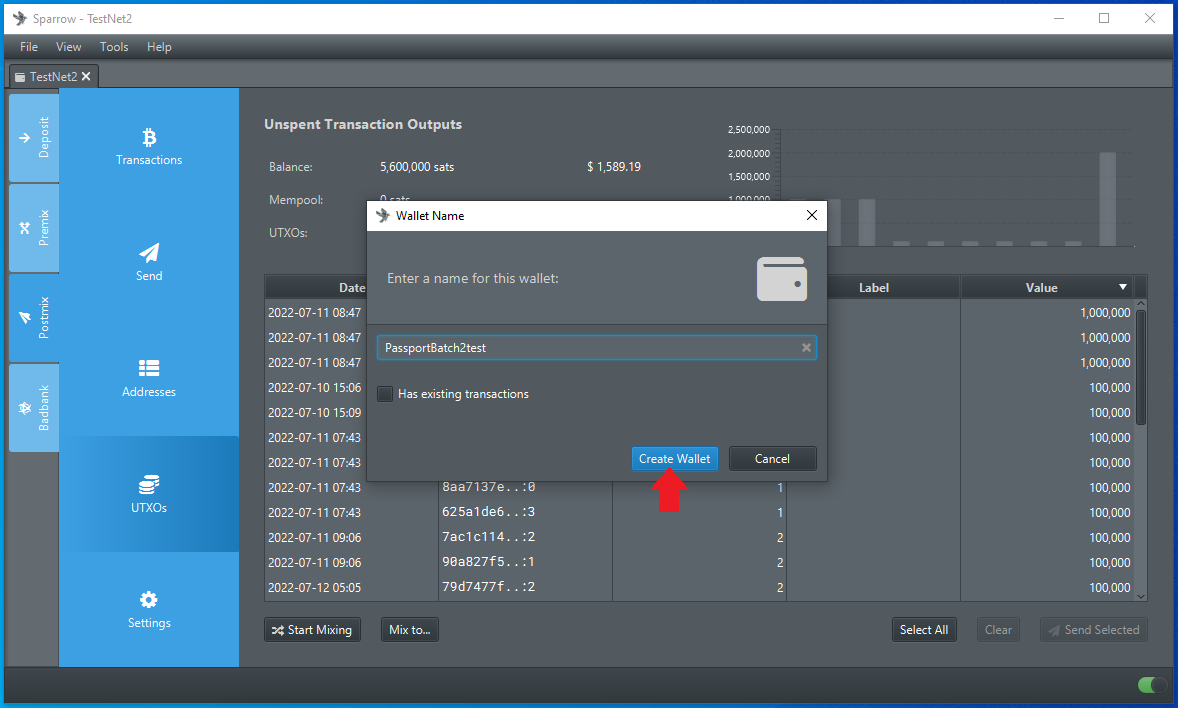 Sparrow - TestNet2
File View Tools Help
TestNet2
Deposit
Premix
Postmix
Badbank
Transactions
Send
Addresses
UTXOs
Settings
Unspent Transaction Outputs
Balance: 5,600,000 sats $ 1,589.19
Mempool: 0 sats
UTXOs:
2,500,000
2,000,000
1,500,000
1,000,000
Wallet Name
Enter a name for this wallet:
PassportBatch2test
Has existing transactions
Create Wallet Cancel
Date Label Value
2022-07-11 08:47 1,000,000
2022-07-11 08:47 1,000,000
2022-07-11 08:47 1,000,000
2022-07-10 15:06 100,000
2022-07-10 15:09 100,000
2022-07-11 07:43 100,000
2022-07-11 07:43 100,000
2022-07-11 07:43 8aa7137e..:0 1 100,000
2022-07-11 07:43 625a1de6..:3 1 100,000
2022-07-11 09:06 7ac1c114..:2 2 100,000
2022-07-11 09:06 90a827f5..:1 2 100,000
2022-07-12 05:05 79d7477f..:2 2 100,000
Start Mixing Mix to... Select All Clear Send Selected